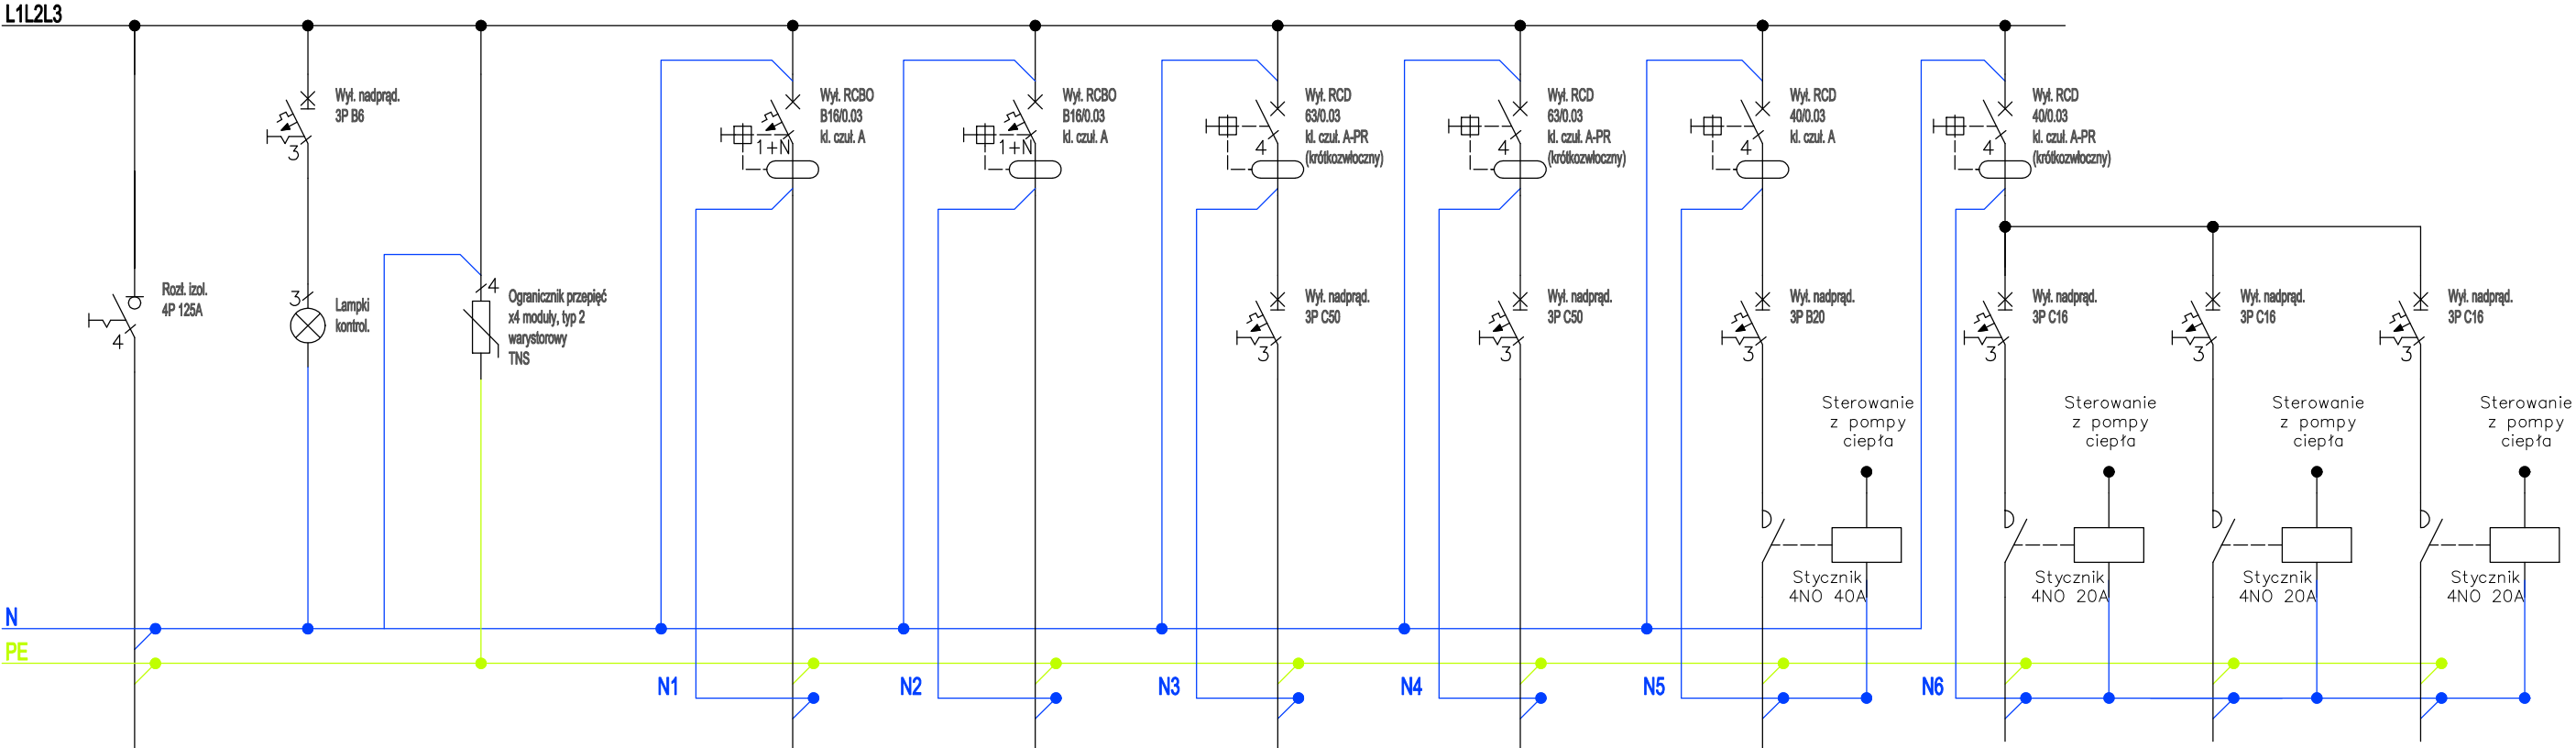 L1L2L3
Wył. nadprąd.
3P B6
3
Wył. RCBO
B16/0.03
kl. czuł. A
1+N
Wył. RCBO
B16/0.03
kl. czuł. A
1+N
Wył. RCD
63/0.03
kl. czuł. A-PR
(krótkozwłoczny)
4
Wył. RCD
63/0.03
kl. czuł. A-PR
(krótkozwłoczny)
4
Wył. RCD
40/0.03
kl. czuł. A
4
Wył. RCD
40/0.03
kl. czuł. A-PR
(krótkozwłoczny)
4
Rozł. izol.
4P 125A
4
3
Lampki
kontrol.
4
Ogranicznik przepięć
x4 moduły, typ 2
warystorowy
TNS
Wył. nadprąd.
3P C50
3
Wył. nadprąd.
3P C50
3
Wył. nadprąd.
3P B20
3
Wył. nadprąd.
3P C16
3
Wył. nadprąd.
3P C16
3
Wył. nadprąd.
3P C16
3
Sterowanie
z pompy
ciepła
Sterowanie
z pompy
ciepła
Sterowanie
z pompy
ciepła
Sterowanie
z pompy
ciepła
Stycznik
4NO 40A
Stycznik
4NO 20A
Stycznik
4NO 20A
Stycznik
4NO 20A
N
PE
N1
N2
N3
N4
N5
N6